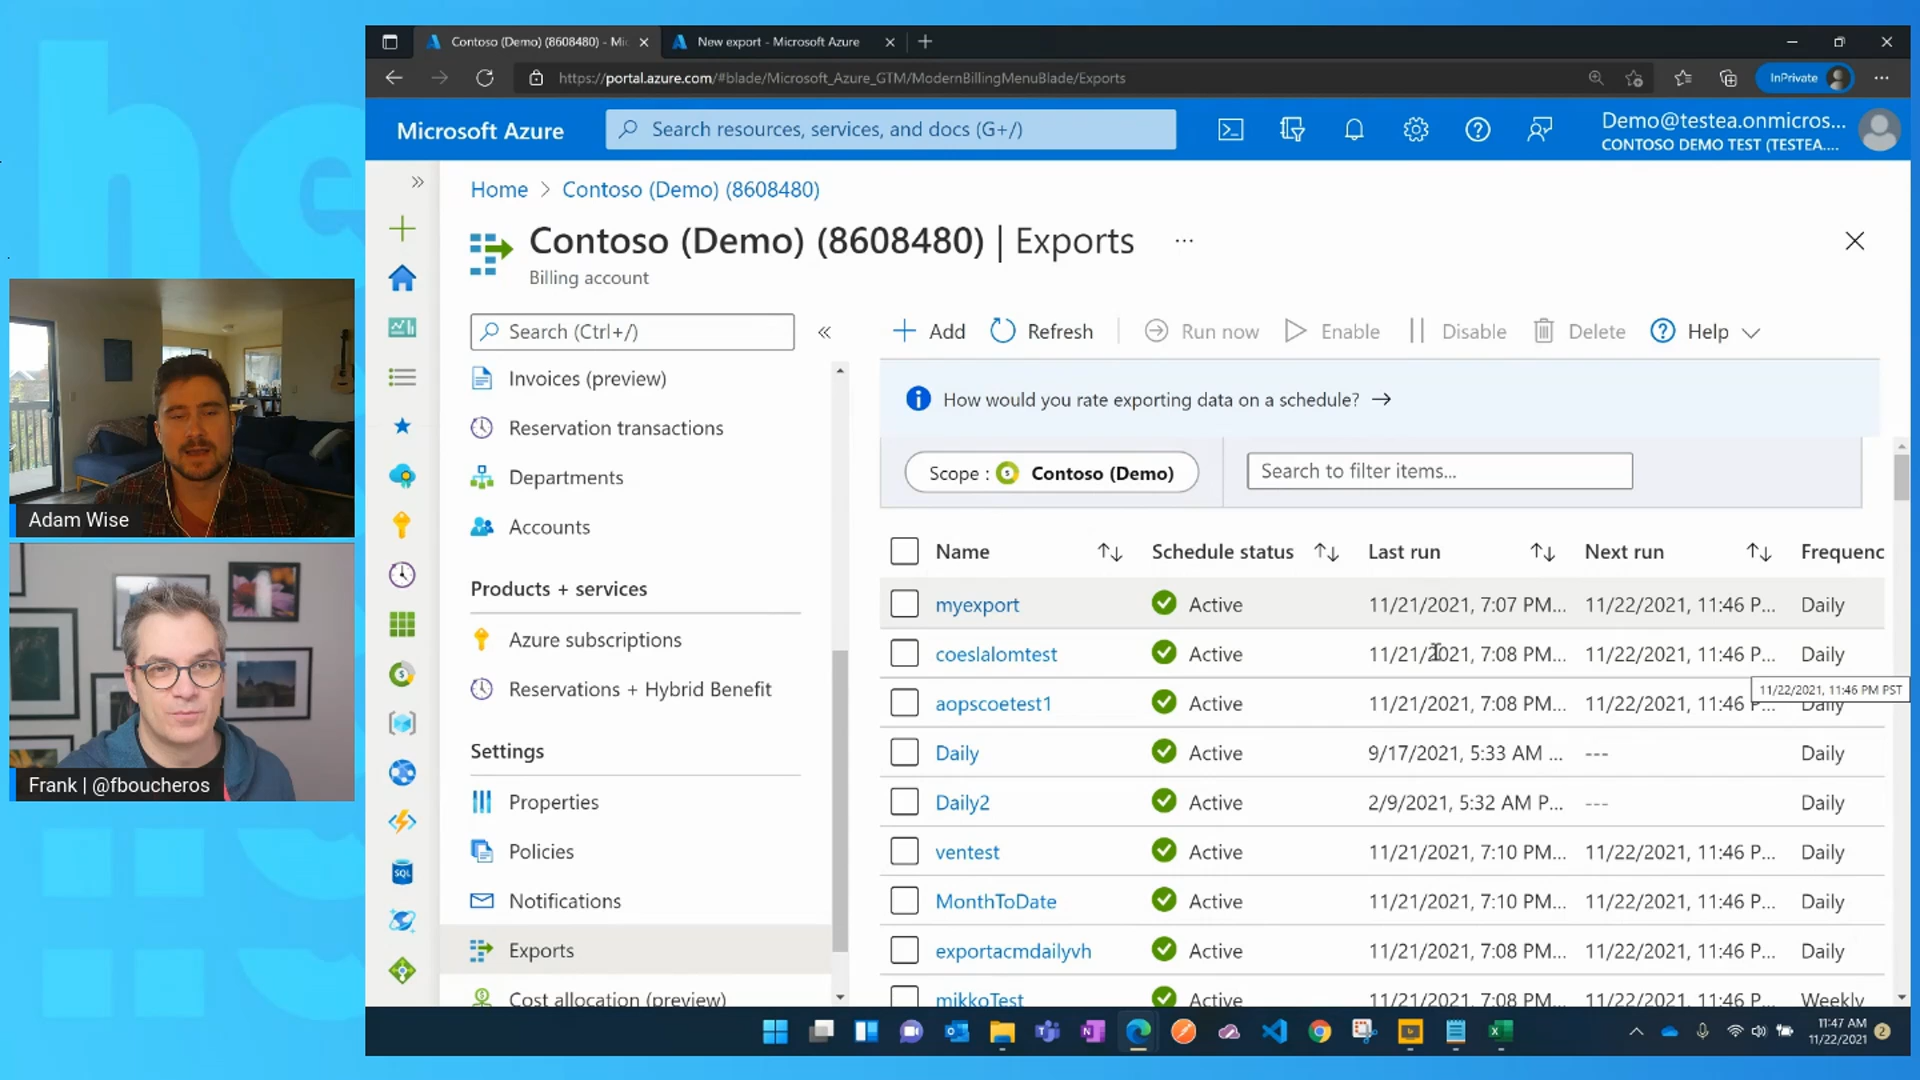 Contoso (Demo) (8608480) - Mic
New export - Microsoft Azure
https://portal.azure.com/#blade/Microsoft_Azure_GTM/ModernBillingMenuBlade/Exports
InPrivate
Microsoft Azure
Search resources, services, and docs (G+/)
Demo@testea.onmicros...
CONTOSO DEMO TEST (TESTEA....
Home > Contoso (Demo) (8608480)
Contoso (Demo) (8608480) | Exports ...
Billing account
Search (Ctrl+/)
Invoices (preview)
Reservation transactions
Departments
Accounts
Products + services
Azure subscriptions
Reservations + Hybrid Benefit
Settings
Properties
Policies
Notifications
Exports
Cost allocation (preview)
Add Refresh Run now Enable Disable Delete Help
How would you rate exporting data on a schedule? →
Scope : Contoso (Demo)
Search to filter items...
Name Schedule status Last run Next run Frequenc
myexport Active 11/21/2021, 7:07 PM... 11/22/2021, 11:46 P... Daily
coeslalomtest Active 11/21/2021, 7:08 PM... 11/22/2021, 11:46 P... Daily
11/22/2021, 11:46 PM PST
aopscoetest1 Active 11/21/2021, 7:08 PM... 11/22/2021, 11:46 P... Daily
Daily Active 9/17/2021, 5:33 AM ... --- Daily
Daily2 Active 2/9/2021, 5:32 AM P... --- Daily
ventest Active 11/21/2021, 7:10 PM... 11/22/2021, 11:46 P... Daily
MonthToDate Active 11/21/2021, 7:10 PM... 11/22/2021, 11:46 P... Daily
exportacmdailyvh Active 11/21/2021, 7:08 PM... 11/22/2021, 11:46 P... Daily
mikkoTest Active 11/21/2021, 7:08 PM... 11/22/2021, 11:46 P... Weekly
Adam Wise
Frank | @fboucheros
SQL
11:47 AM
11/22/2021
2